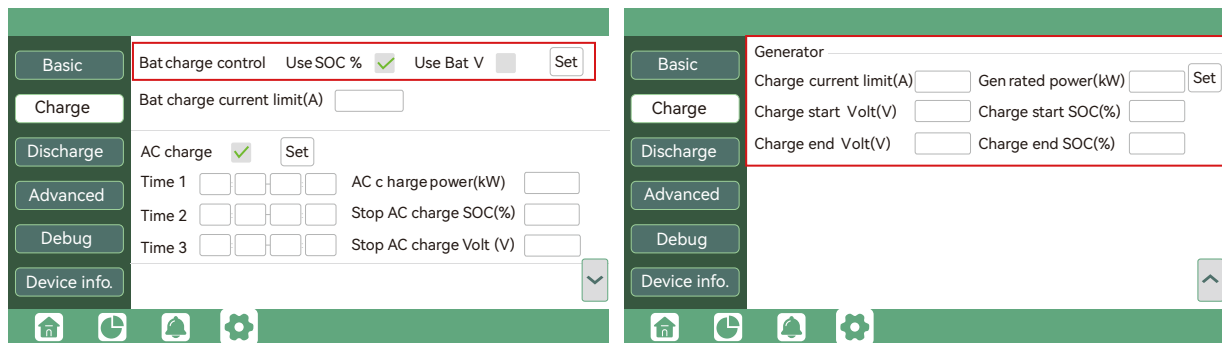 Basic
Charge
Discharge
Advanced
Debug
Device info.
Bat charge control Use SOC % Use Bat V Set
Bat charge current limit(A)
AC charge Set
Time 1 AC c harge power(kW)
Time 2 Stop AC charge SOC(%)
Time 3 Stop AC charge Volt (V)
Basic
Charge
Discharge
Advanced
Debug
Device info.
Generator
Charge current limit(A) Gen rated power(kW) Set
Charge start Volt(V) Charge start SOC(%)
Charge end Volt(V) Charge end SOC(%)